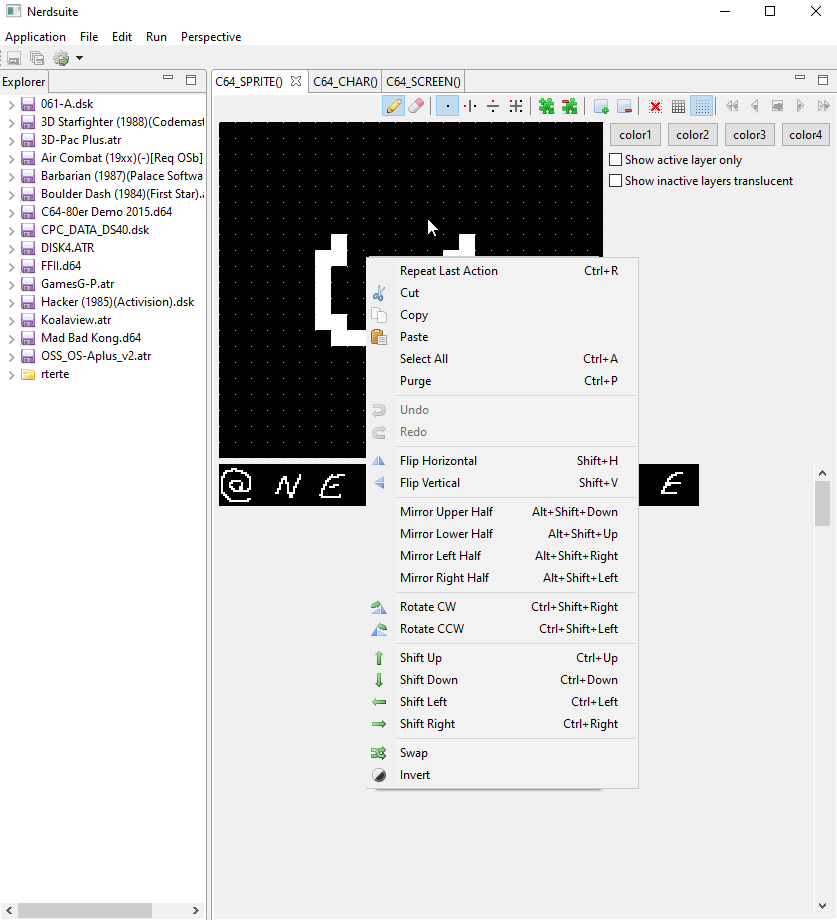 Nerdsuite
Application File Edit Run Perspective
Explorer
C64_SPRITE() C64_CHAR() C64_SCREEN()
061-A.dsk
3D Starfighter (1988)(Codemast
3D-Pac Plus.atr
Air Combat (19xx)(-)[Req OSb]
Barbarian (1987)(Palace Softwa
Boulder Dash (1984)(First Star).a
C64-80er Demo 2015.d64
CPC_DATA_DS40.dsk
DISK4.ATR
FFII.d64
GamesG-P.atr
Hacker (1985)(Activision).dsk
Koalaview.atr
Mad Bad Kong.d64
OSS_OS-Aplus_v2.atr
rterte
color1 color2 color3 color4
Show active layer only
Show inactive layers translucent
Repeat Last Action Ctrl+R
Cut
Copy
Paste
Select All Ctrl+A
Purge Ctrl+P
Undo
Redo
Flip Horizontal Shift+H
Flip Vertical Shift+V
Mirror Upper Half Alt+Shift+Down
Mirror Lower Half Alt+Shift+Up
Mirror Left Half Alt+Shift+Right
Mirror Right Half Alt+Shift+Left
Rotate CW Ctrl+Shift+Right
Rotate CCW Ctrl+Shift+Left
Shift Up Ctrl+Up
Shift Down Ctrl+Down
Shift Left Ctrl+Left
Shift Right Ctrl+Right
Swap
Invert
@ N E E